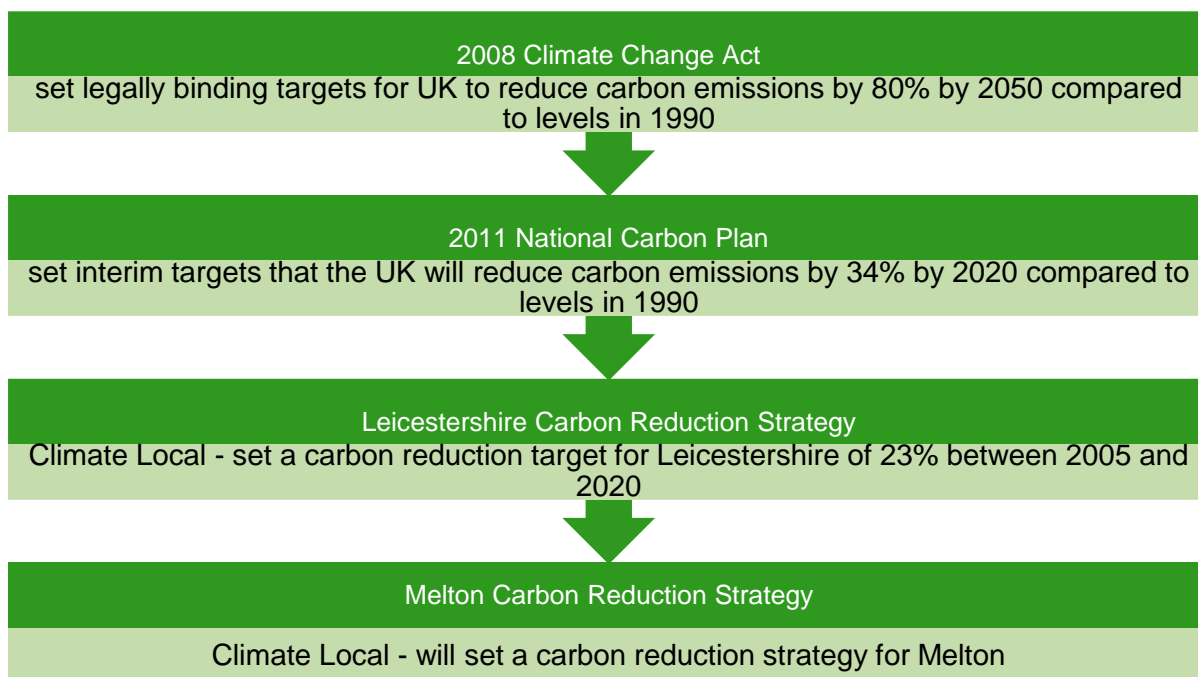 2008 Climate Change Act
set legally binding targets for UK to reduce carbon emissions by 80% by 2050 compared
to levels in 1990
2011 National Carbon Plan
set interim targets that the UK will reduce carbon emissions by 34% by 2020 compared to
levels in 1990
Leicestershire Carbon Reduction Strategy
Climate Local - set a carbon reduction target for Leicestershire of 23% between 2005 and
2020
Melton Carbon Reduction Strategy
Climate Local - will set a carbon reduction strategy for Melton